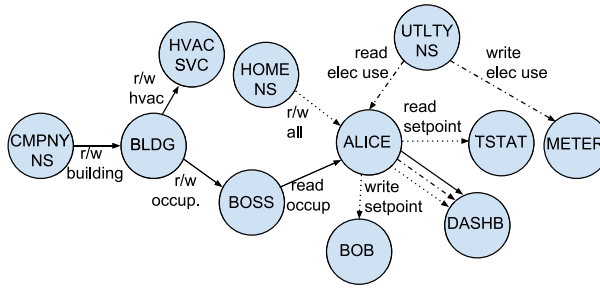 HVAC
SVC
UTLTY
NS
HOME
NS
read
elec use
write
elec use
r/w
hvac
r/w
all
read
setpoint
CMPNY
NS
BLDG
ALICE
TSTAT
METER
r/w
building
r/w
occup.
read
occup
write
setpoint
BOSS
DASHB
BOB